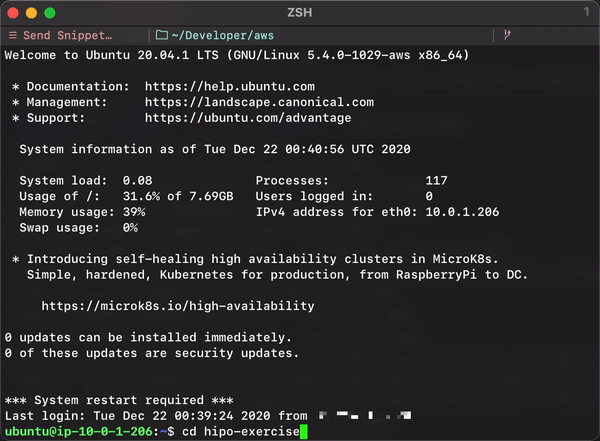 ZSH
1
☰ Send Snippet… ~/Developer/aws
Welcome to Ubuntu 20.04.1 LTS (GNU/Linux 5.4.0-1029-aws x86_64)
* Documentation: https://help.ubuntu.com
* Management: https://landscape.canonical.com
* Support: https://ubuntu.com/advantage
System information as of Tue Dec 22 00:40:56 UTC 2020
System load: 0.08 Processes: 117
Usage of /: 31.6% of 7.69GB Users logged in: 0
Memory usage: 39% IPv4 address for eth0: 10.0.1.206
Swap usage: 0%
* Introducing self-healing high availability clusters in MicroK8s.
Simple, hardened, Kubernetes for production, from RaspberryPi to DC.
https://microk8s.io/high-availability
0 updates can be installed immediately.
0 of these updates are security updates.
*** System restart required ***
Last login: Tue Dec 22 00:39:24 2020 from
ubuntu@ip-10-0-1-206:~$ cd hipo-exercise